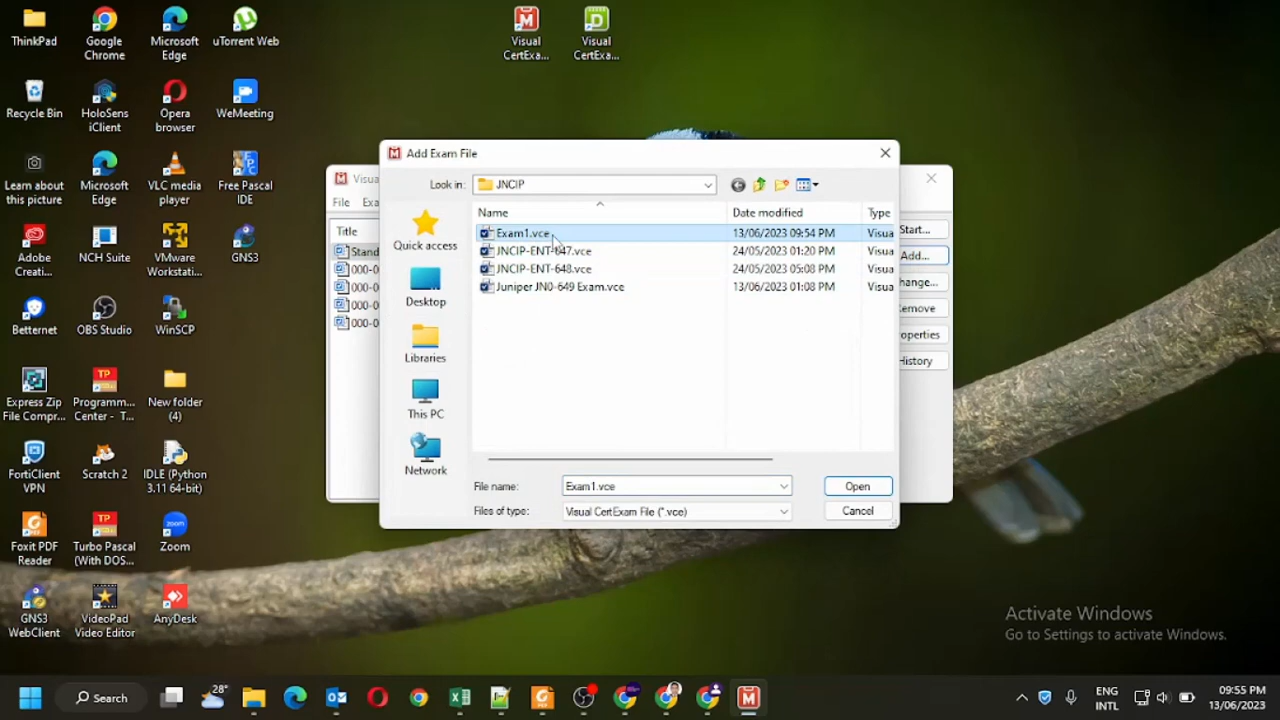 ThinkPad
Google
Chrome
Microsoft
Edge
uTorrent Web
Visual
CertExa...
Visual
CertExa...
Recycle Bin
HoloSens
iClient
Opera
browser
WeMeeting
Learn about
this picture
Microsoft
Edge
VLC media
player
Free Pascal
IDE
Adobe
Creati...
NCH Suite
VMware
Workstati...
GNS3
Betternet
OBS Studio
WinSCP
Express Zip
File Compr...
Programm...
Center - T...
New folder
(4)
FortiClient
VPN
Scratch 2
IDLE (Python
3.11 64-bit)
Foxit PDF
Reader
Turbo Pascal
(With DOS...
Zoom
GNS3
WebClient
VideoPad
Video Editor
AnyDesk
Visua
File Exa
Title
Stand
000-0
000-0
000-0
000-0
Start...
Add...
hange...
emove
operties
History
Add Exam File
Look in: JNCIP
Name Date modified Type
Exam1.vce 13/06/2023 09:54 PM Visua
JNCIP-ENT-647.vce 24/05/2023 01:20 PM Visua
JNCIP-ENT-648.vce 24/05/2023 05:08 PM Visua
Juniper JN0-649 Exam.vce 13/06/2023 01:08 PM Visua
Quick access
Desktop
Libraries
This PC
Network
File name: Exam1.vce Open
Files of type: Visual CertExam File (*.vce) Cancel
Activate Windows
Go to Settings to activate Windows.
Search
28°
ENG
INTL
09:55 PM
13/06/2023